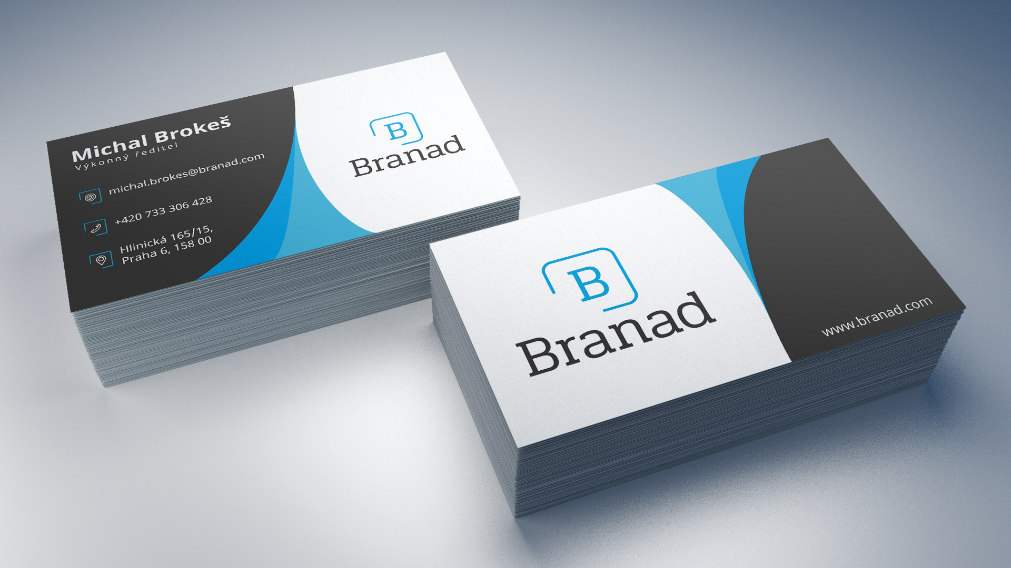 Michal Brokeš
Výkonný ředitel
michal.brokes@branad.com
+420 733 306 428
Hlinická 165/15,
Praha 6, 158 00
B
Branad
B
Branad
www.branad.com